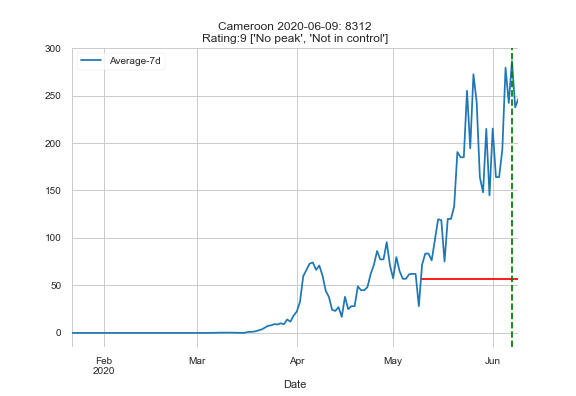 Cameroon 2020-06-09: 8312
Rating:9 ['No peak', 'Not in control']
Average-7d
300
250
200
150
100
50
0
Feb
2020
Mar
Apr
May
Jun
Date